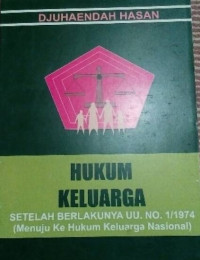 DJUHAENDAH HASAN
HUKUM
KELUARGA
SETELAH BERLAKUNYA UU. NO. 1/1974
(Menuju Ke Hukum Keluarga Nasional)